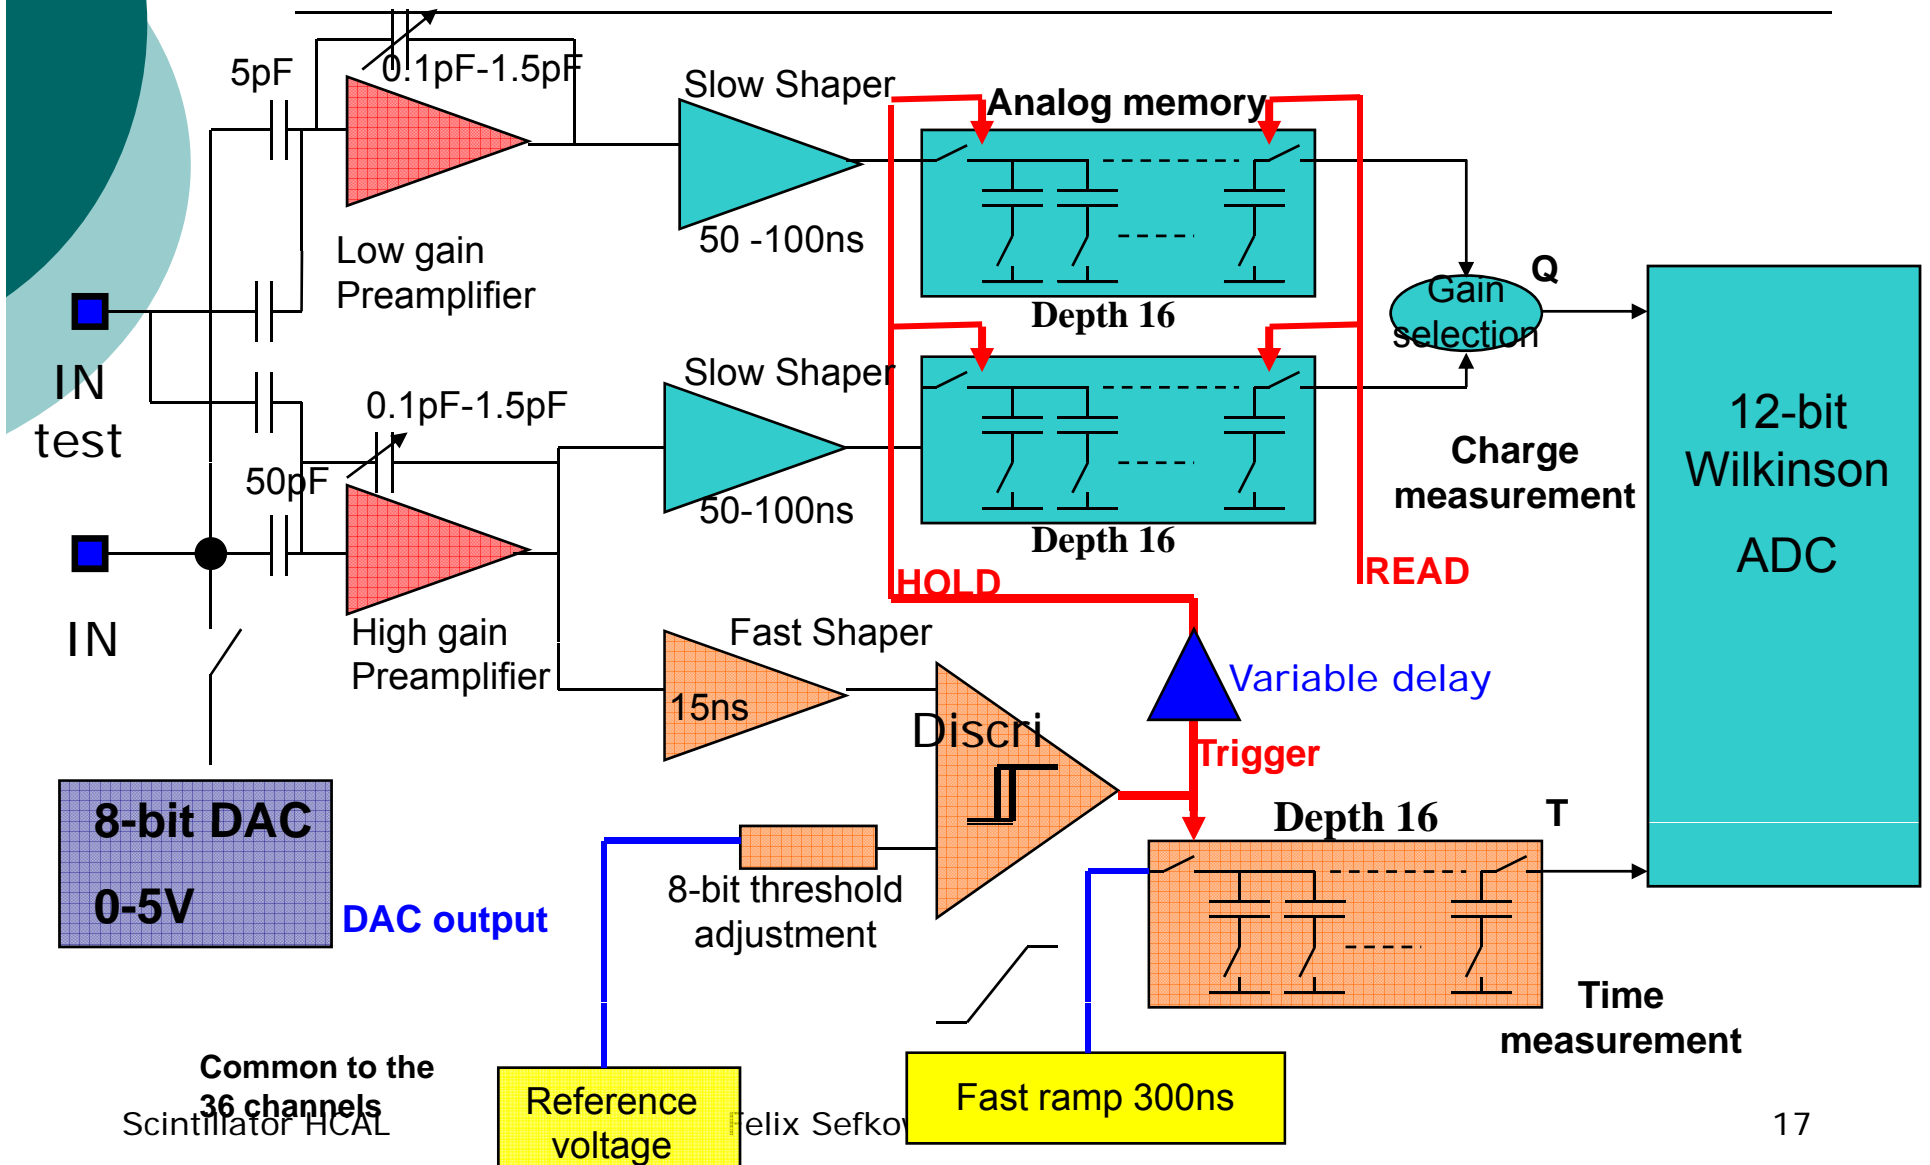 5pF
0.1pF-1.5pF
Slow Shaper
Analog memory
50 -100ns
Low gain
Preamplifier
Depth 16
Gain
selection
Q
IN
test
Slow Shaper
0.1pF-1.5pF
50pF
50-100ns
Depth 16
Charge
measurement
12-bit
Wilkinson
ADC
HOLD
READ
IN
High gain
Preamplifier
Fast Shaper
15ns
Discri
Variable delay
Trigger
8-bit DAC
0-5V
DAC output
8-bit threshold
adjustment
Depth 16
T
Time
measurement
Common to the
36 channels
Reference
voltage
Fast ramp 300ns
Scintillator HCAL
17